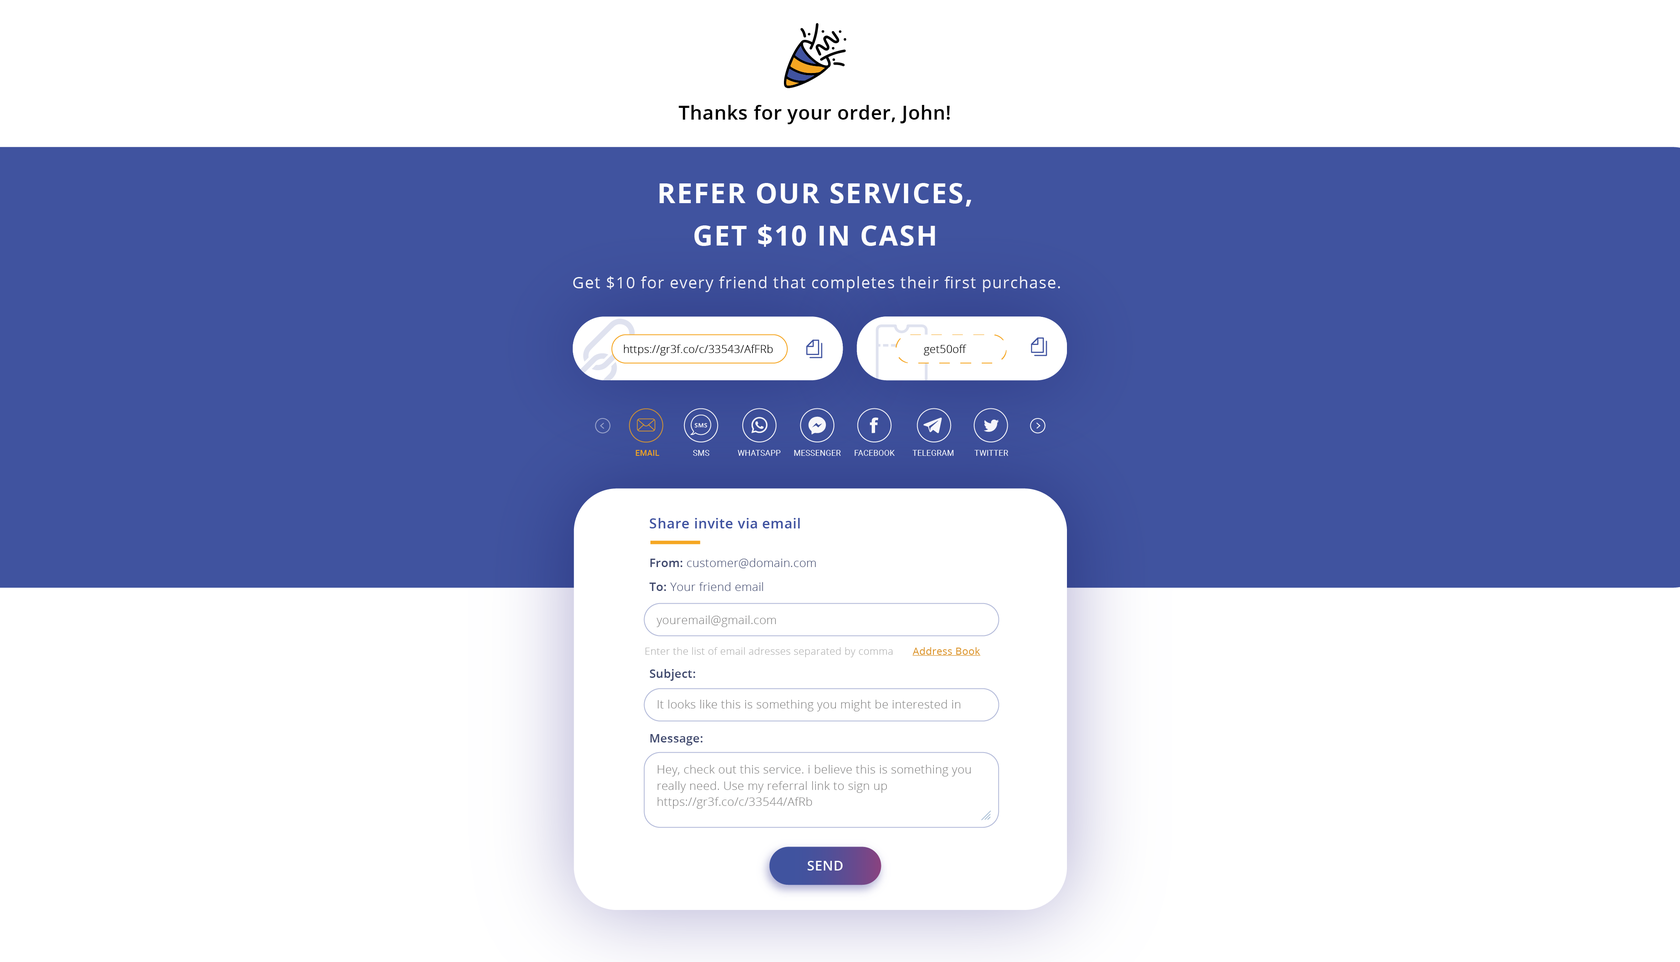 Thanks for your order, John!
REFER OUR SERVICES,
GET $10 IN CASH
Get $10 for every friend that completes their first purchase.
https://gr3f.co/c/33543/AfFRb
get50off
SMS
EMAIL
SMS
WHATSAPP
MESSENGER
FACEBOOK
TELEGRAM
TWITTER
Share invite via email
From: customer@domain.com
To: Your friend email
youremail@gmail.com
Enter the list of email adresses separated by comma
Address Book
Subject:
It looks like this is something you might be interested in
Message:
Hey, check out this service. i believe this is something you
really need. Use my referral link to sign up
https://gr3f.co/c/33544/AfRb
SEND